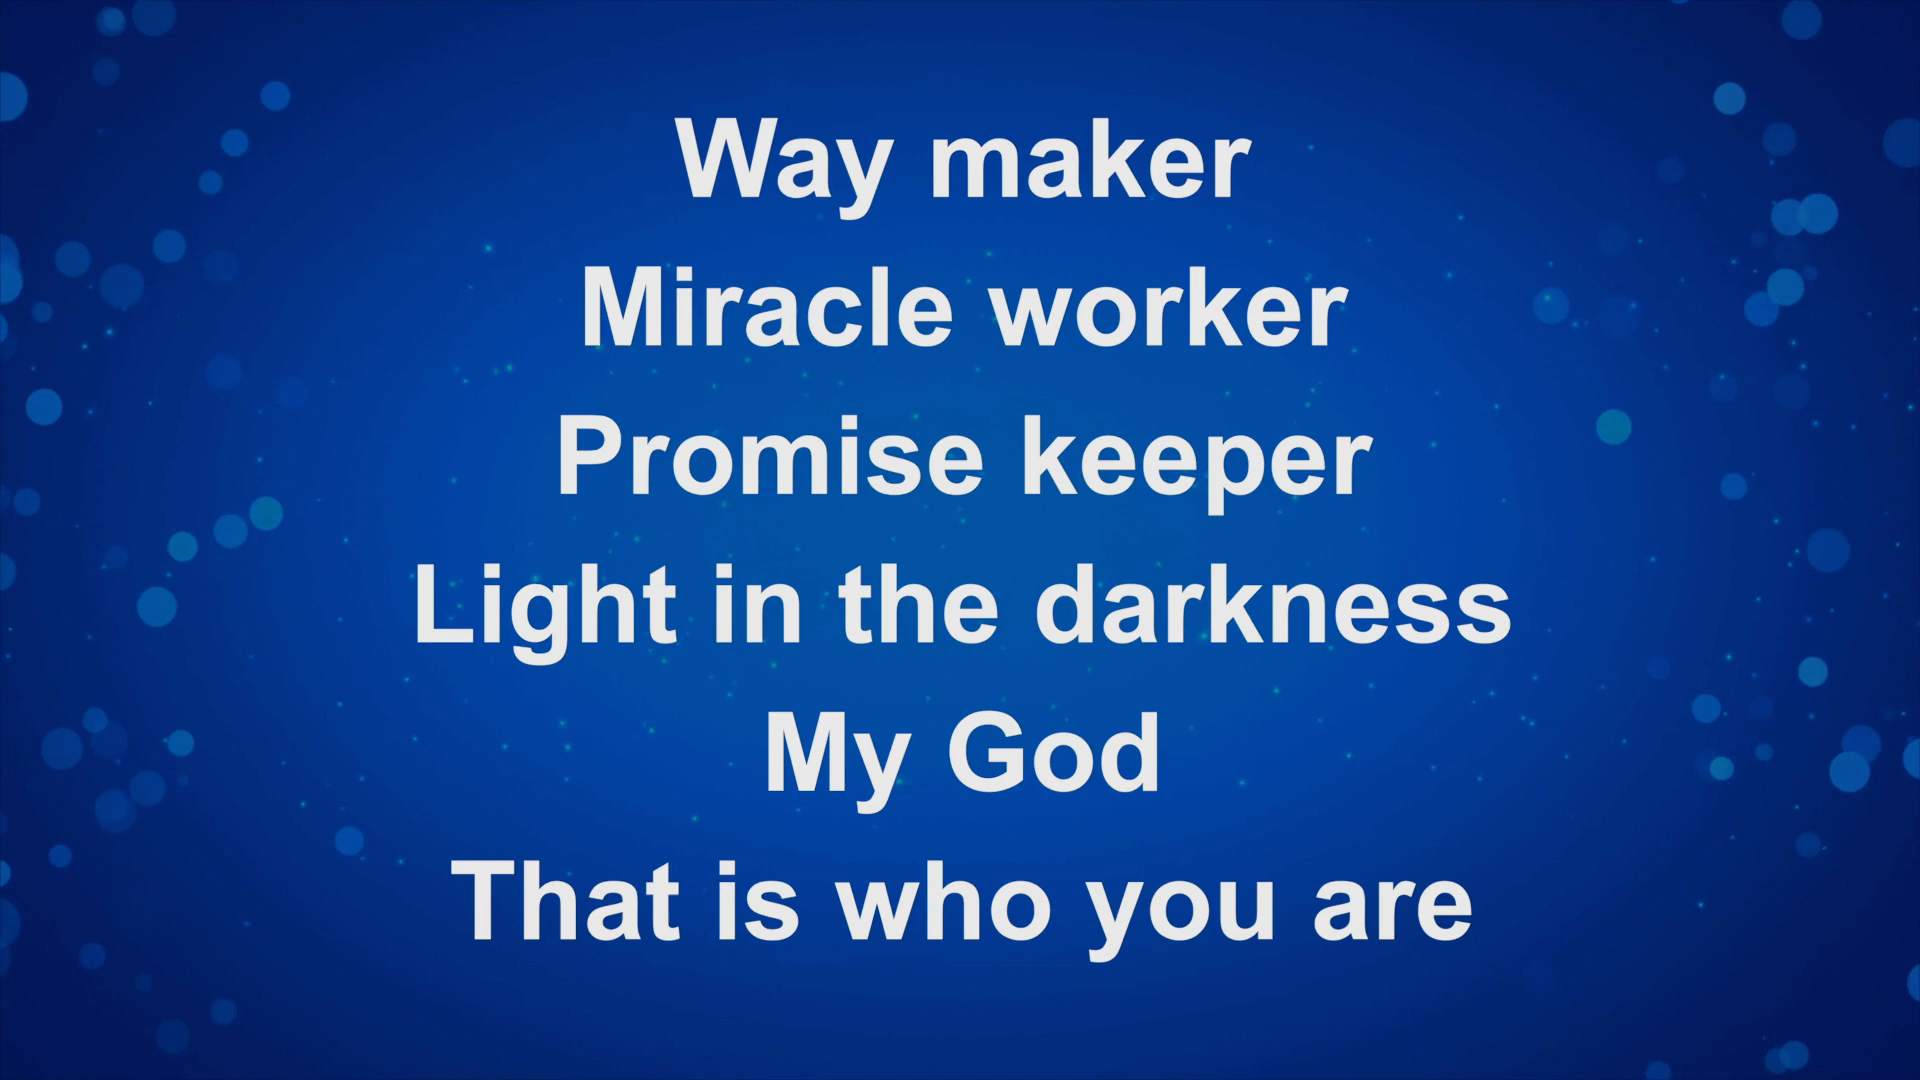 Way maker
Miracle worker
Promise keeper
Light in the darkness
My God
That is who you are